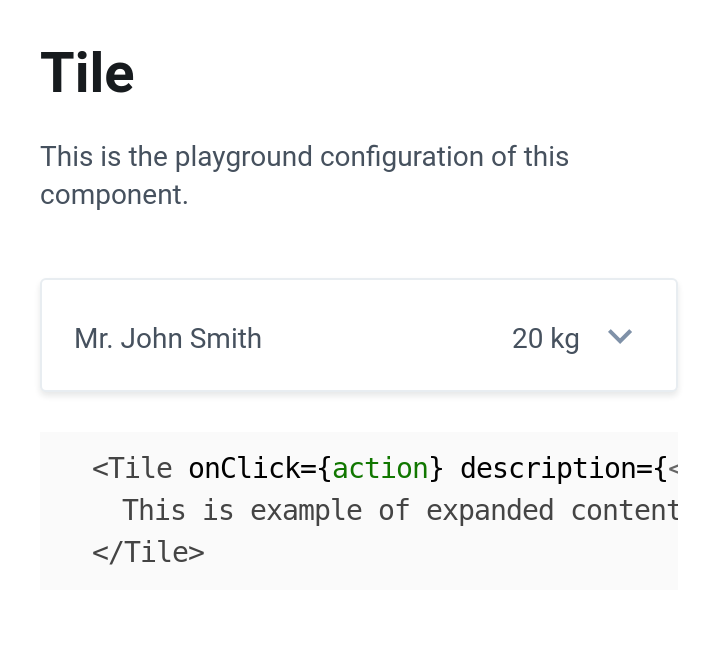 Tile
This is the playground configuration of this
component.
Mr. John Smith 20 kg
<Tile onClick={action} description={<
This is example of expanded content
</Tile>